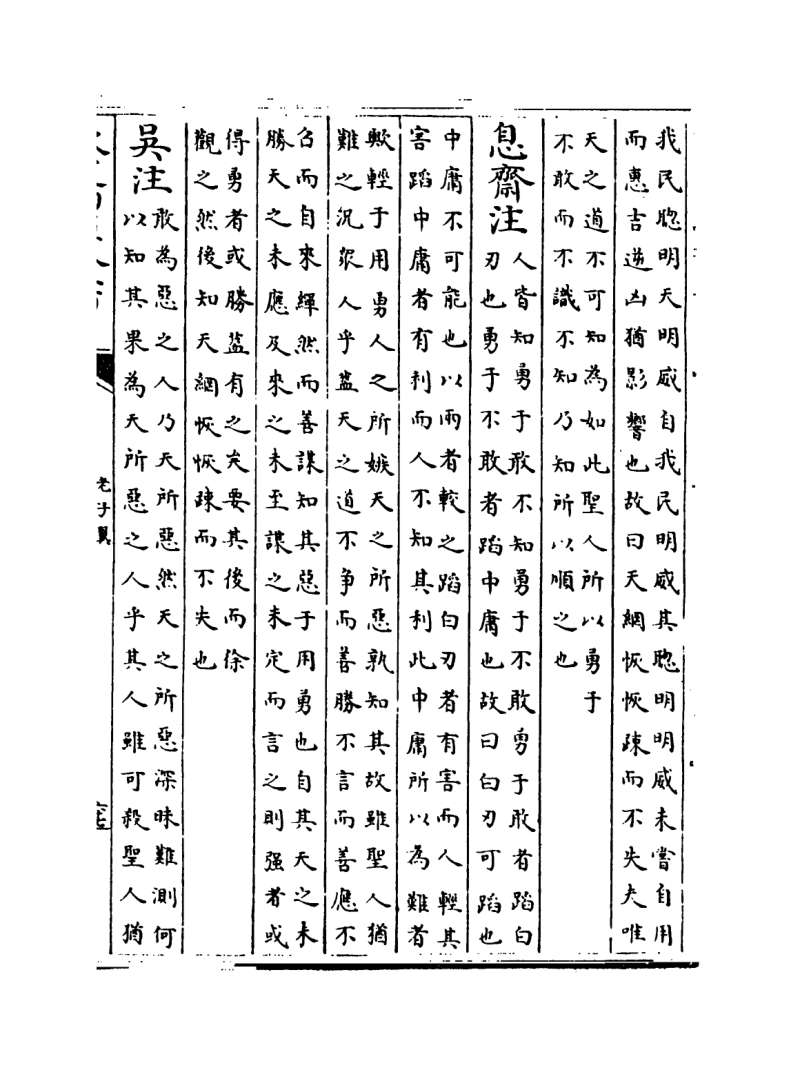 我民聦明天明威自我民明威其聦明明威未嘗自用
而惠吉逆凶猶影響也故曰天網恢恢踈而不失夫唯
天之道不可知為如此聖人所以勇于
不敢而不識不知乃知所以順之也
息齋注
人皆知勇于敢不知勇于不敢勇于敢者蹈白
刃也勇于不敢者蹈中庸也故曰白刃可蹈也
中庸不可能也以兩者較之蹈白刃者有害而人輕其
害蹈中庸者有利而人不知其利此中庸所以為難者
歟輕于用勇人之所嫉天之所惡孰知其故雖聖人猶
難之況衆人乎葢天之道不争而善勝不言而善應不
召而自來繟然而善謀知其惡于用勇也自其天之未
勝天之未應及來之未至謀之未定而言之則强者或
得勇者或勝葢有之矣要其後而徐
觀之然後知天網恢恢踈而不失也
吳注
敢為惡之人乃天所惡然天之所惡深昧難測何
以知其果為天所惡之人乎其人雖可殺聖人猶
老子翼